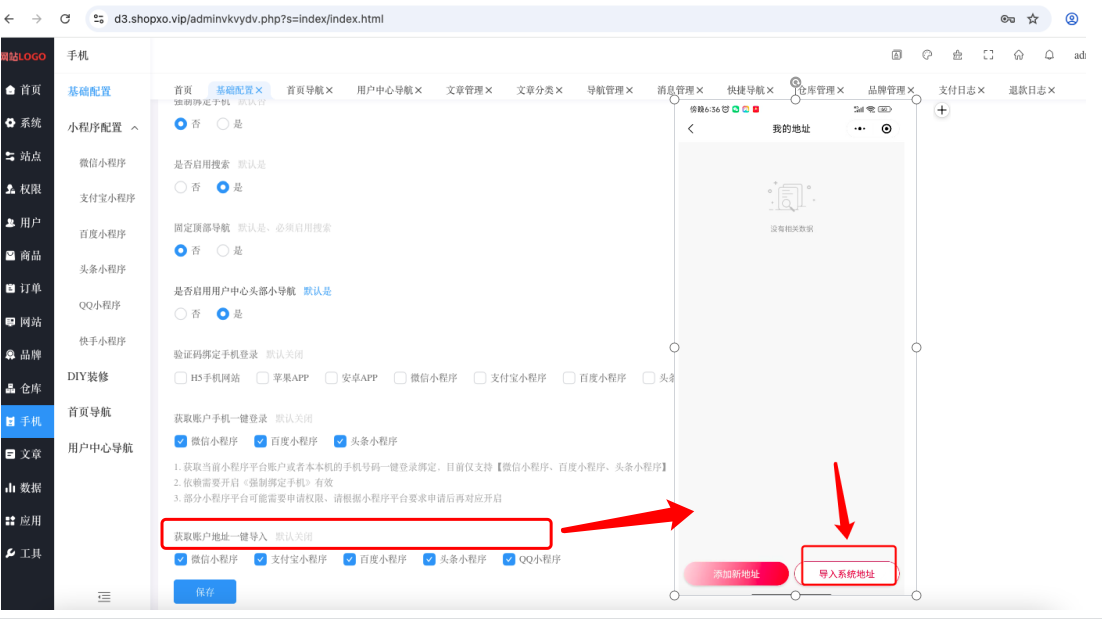 d3.shopxo.vip/adminvkvydv.php?s=index/index.html
网站LOGO
手机
adı
首页
基础配置
首页导航
用户中心导航
文章管理
文章分类
导航管理
消息管理
快捷导航
仓库管理
品牌管理
支付日志
退款日志
首页
系统
站点
权限
用户
商品
订单
网站
品牌
仓库
手机
文章
数据
应用
工具
基础配置
小程序配置
微信小程序
支付宝小程序
百度小程序
头条小程序
QQ小程序
快手小程序
DIY装修
首页导航
用户中心导航
强制绑定手机 默认否
否 是
是否启用搜索 默认是
否 是
固定顶部导航 默认是、必须启用搜索
否 是
是否启用用户中心头部小导航 默认是
否 是
验证码绑定手机登录 默认关闭
H5手机网站 苹果APP 安卓APP 微信小程序 支付宝小程序 百度小程序 头条
获取账户手机一键登录 默认关闭
微信小程序 百度小程序 头条小程序
1. 获取当前小程序平台账户或者本本机的手机号码一键登录绑定、目前仅支持【微信小程序、百度小程序、头条小程序】
2. 依赖需要开启《强制绑定手机》有效
3. 部分小程序平台可能需要申请权限、请根据小程序平台要求申请后再对应开启
获取账户地址一键导入 默认关闭
微信小程序 支付宝小程序 百度小程序 头条小程序 QQ小程序
保存
傍晚6:36
我的地址
没有相关数据
添加新地址
导入系统地址